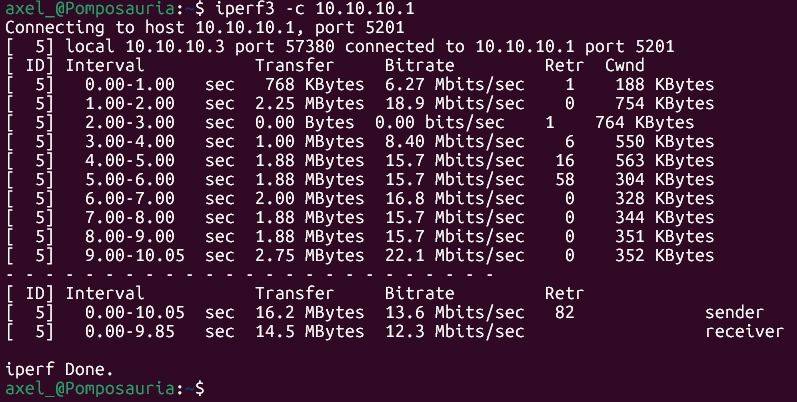 axel_@Pomposauria:~$ iperf3 -c 10.10.10.1
Connecting to host 10.10.10.1, port 5201
[  5] local 10.10.10.3 port 57380 connected to 10.10.10.1 port 5201
[ ID] Interval           Transfer     Bitrate         Retr  Cwnd
[  5]   0.00-1.00   sec   768 KBytes  6.27 Mbits/sec    1    188 KBytes
[  5]   1.00-2.00   sec  2.25 MBytes  18.9 Mbits/sec    0    754 KBytes
[  5]   2.00-3.00   sec  0.00 Bytes  0.00 bits/sec    1    764 KBytes
[  5]   3.00-4.00   sec  1.00 MBytes  8.40 Mbits/sec    6    550 KBytes
[  5]   4.00-5.00   sec  1.88 MBytes  15.7 Mbits/sec   16    563 KBytes
[  5]   5.00-6.00   sec  1.88 MBytes  15.7 Mbits/sec   58    304 KBytes
[  5]   6.00-7.00   sec  2.00 MBytes  16.8 Mbits/sec    0    328 KBytes
[  5]   7.00-8.00   sec  1.88 MBytes  15.7 Mbits/sec    0    344 KBytes
[  5]   8.00-9.00   sec  1.88 MBytes  15.7 Mbits/sec    0    351 KBytes
[  5]   9.00-10.05  sec  2.75 MBytes  22.1 Mbits/sec    0    352 KBytes
- - - - - - - - - - - - - - - - - - - - - - - - -
[ ID] Interval           Transfer     Bitrate         Retr
[  5]   0.00-10.05  sec  16.2 MBytes  13.6 Mbits/sec   82             sender
[  5]   0.00-9.85   sec  14.5 MBytes  12.3 Mbits/sec                  receiver

iperf Done.
axel_@Pomposauria:~$